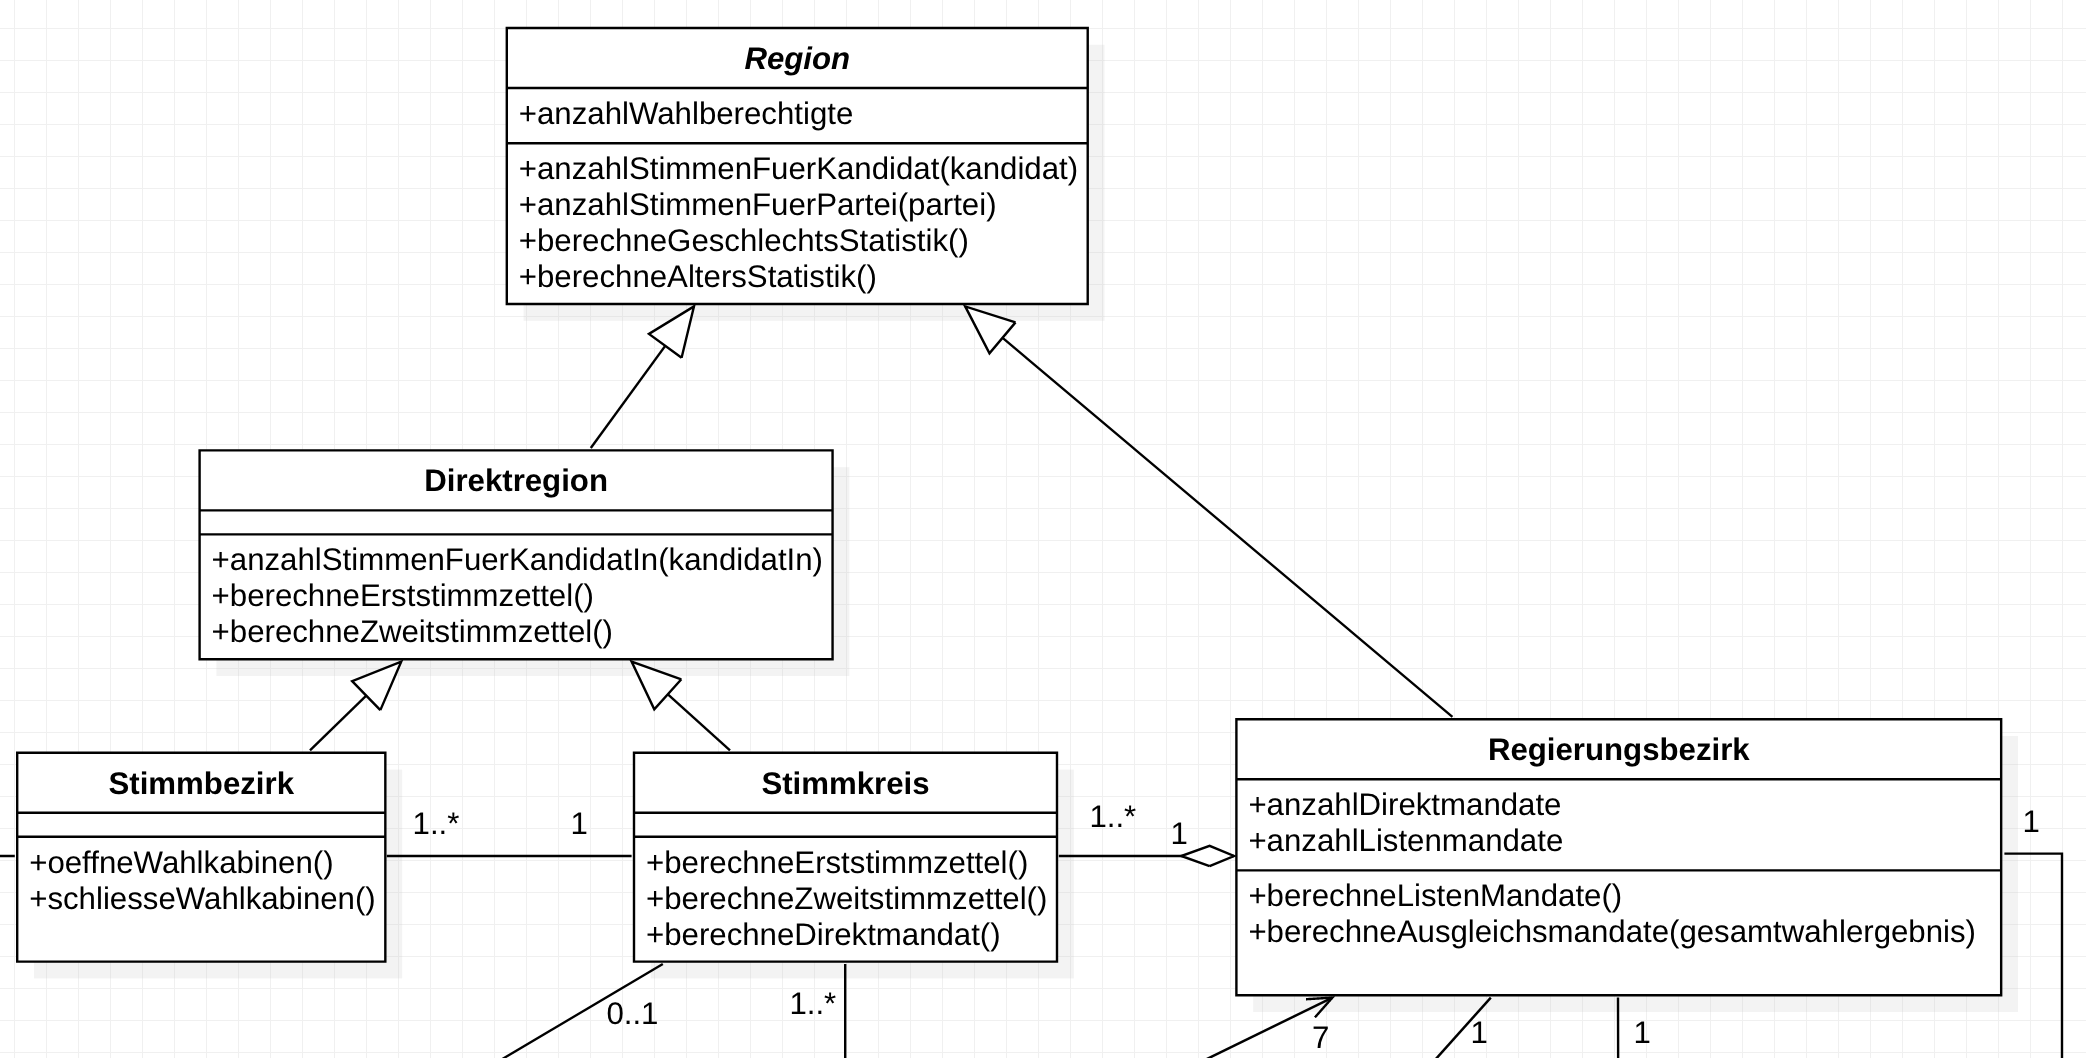 Region
+anzahlWahlberechtigte
+anzahlStimmenFuerKandidat(kandidat)
+anzahlStimmenFuerPartei(partei)
+berechneGeschlechtsStatistik()
+berechneAltersStatistik()
Direktregion
+anzahlStimmenFuerKandidatIn(kandidatIn)
+berechneErststimmzettel()
+berechneZweitstimmzettel()
Stimmbezirk
+oeffneWahlkabinen()
+schliesseWahlkabinen()
1..*
1
Stimmkreis
+berechneErststimmzettel()
+berechneZweitstimmzettel()
+berechneDirektmandat()
1..*
1
Regierungsbezirk
+anzahlDirektmandate
+anzahlListenmandate
+berechneListenMandate()
+berechneAusgleichsmandate(gesamtwahlergebnis)
1
0..1
1..*
7
1
1